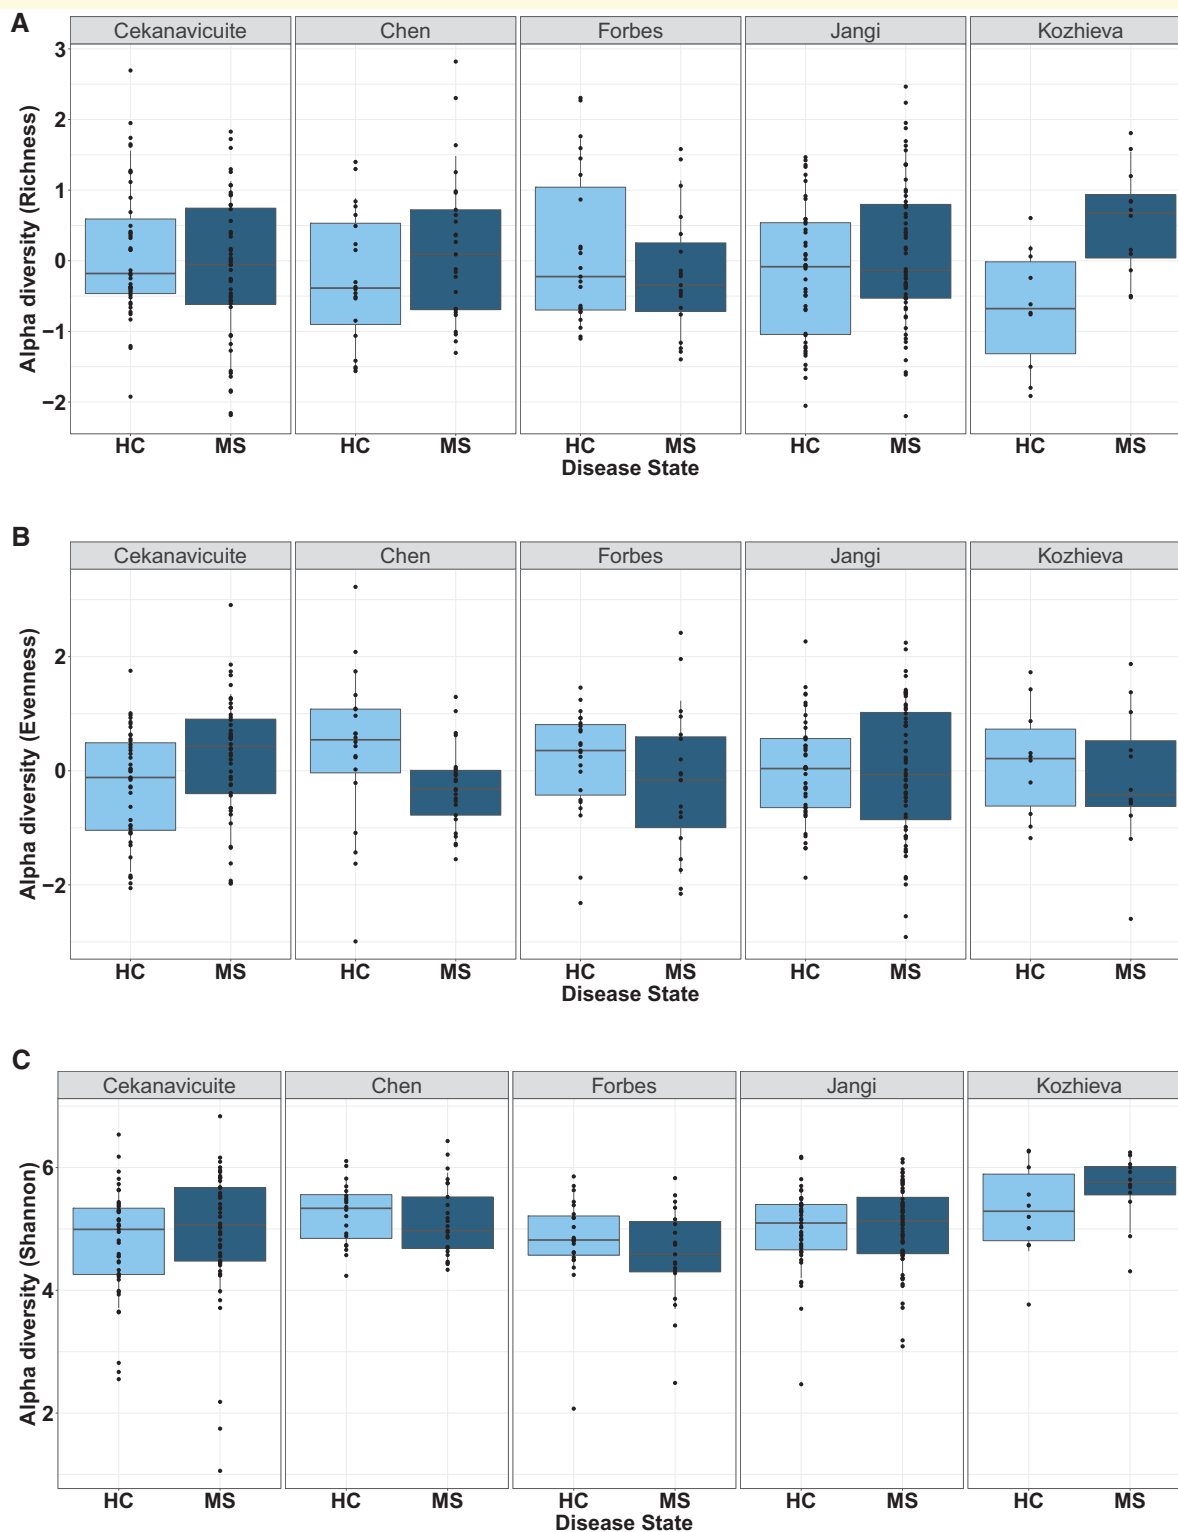 A
Cekanavicuite Chen Forbes Jangi Kozhieva
Alpha diversity (Richness)
3
2
1
0
−1
−2
HC MS HC MS HC MS HC MS HC MS
Disease State
B
Cekanavicuite Chen Forbes Jangi Kozhieva
Alpha diversity (Evenness)
2
0
−2
HC MS HC MS HC MS HC MS HC MS
Disease State
C
Cekanavicuite Chen Forbes Jangi Kozhieva
Alpha diversity (Shannon)
6
4
2
HC MS HC MS HC MS HC MS HC MS
Disease State